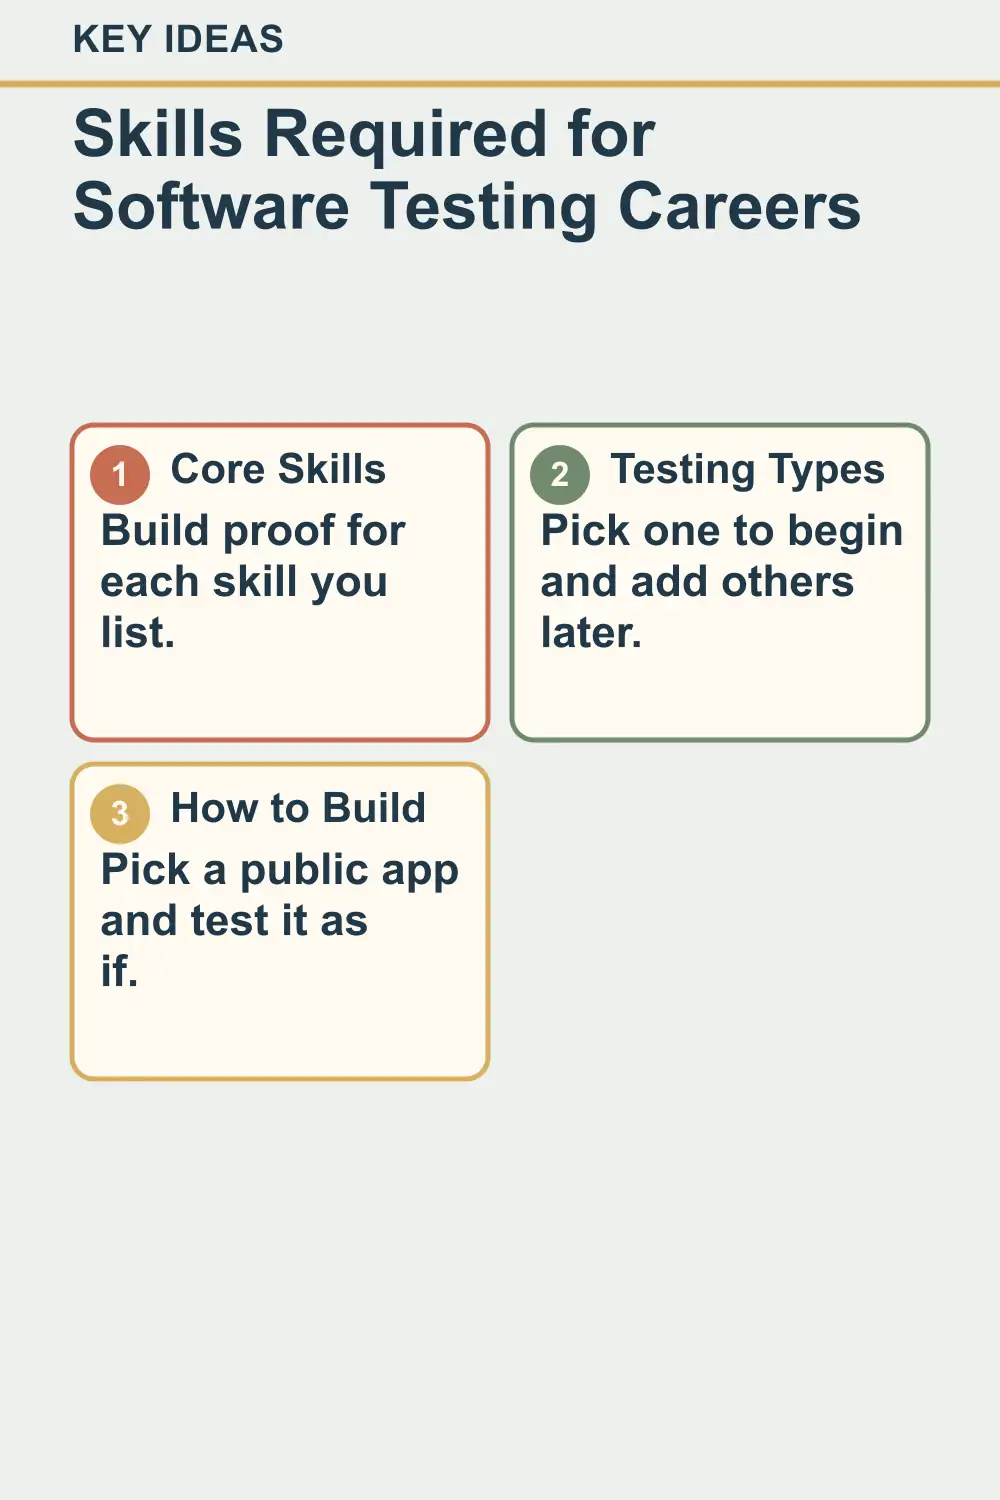 KEY IDEAS
Skills Required for
Software Testing Careers
1 Core Skills
Build proof for
each skill you
list.
2 Testing Types
Pick one to begin
and add others
later.
3 How to Build
Pick a public app
and test it as
if.